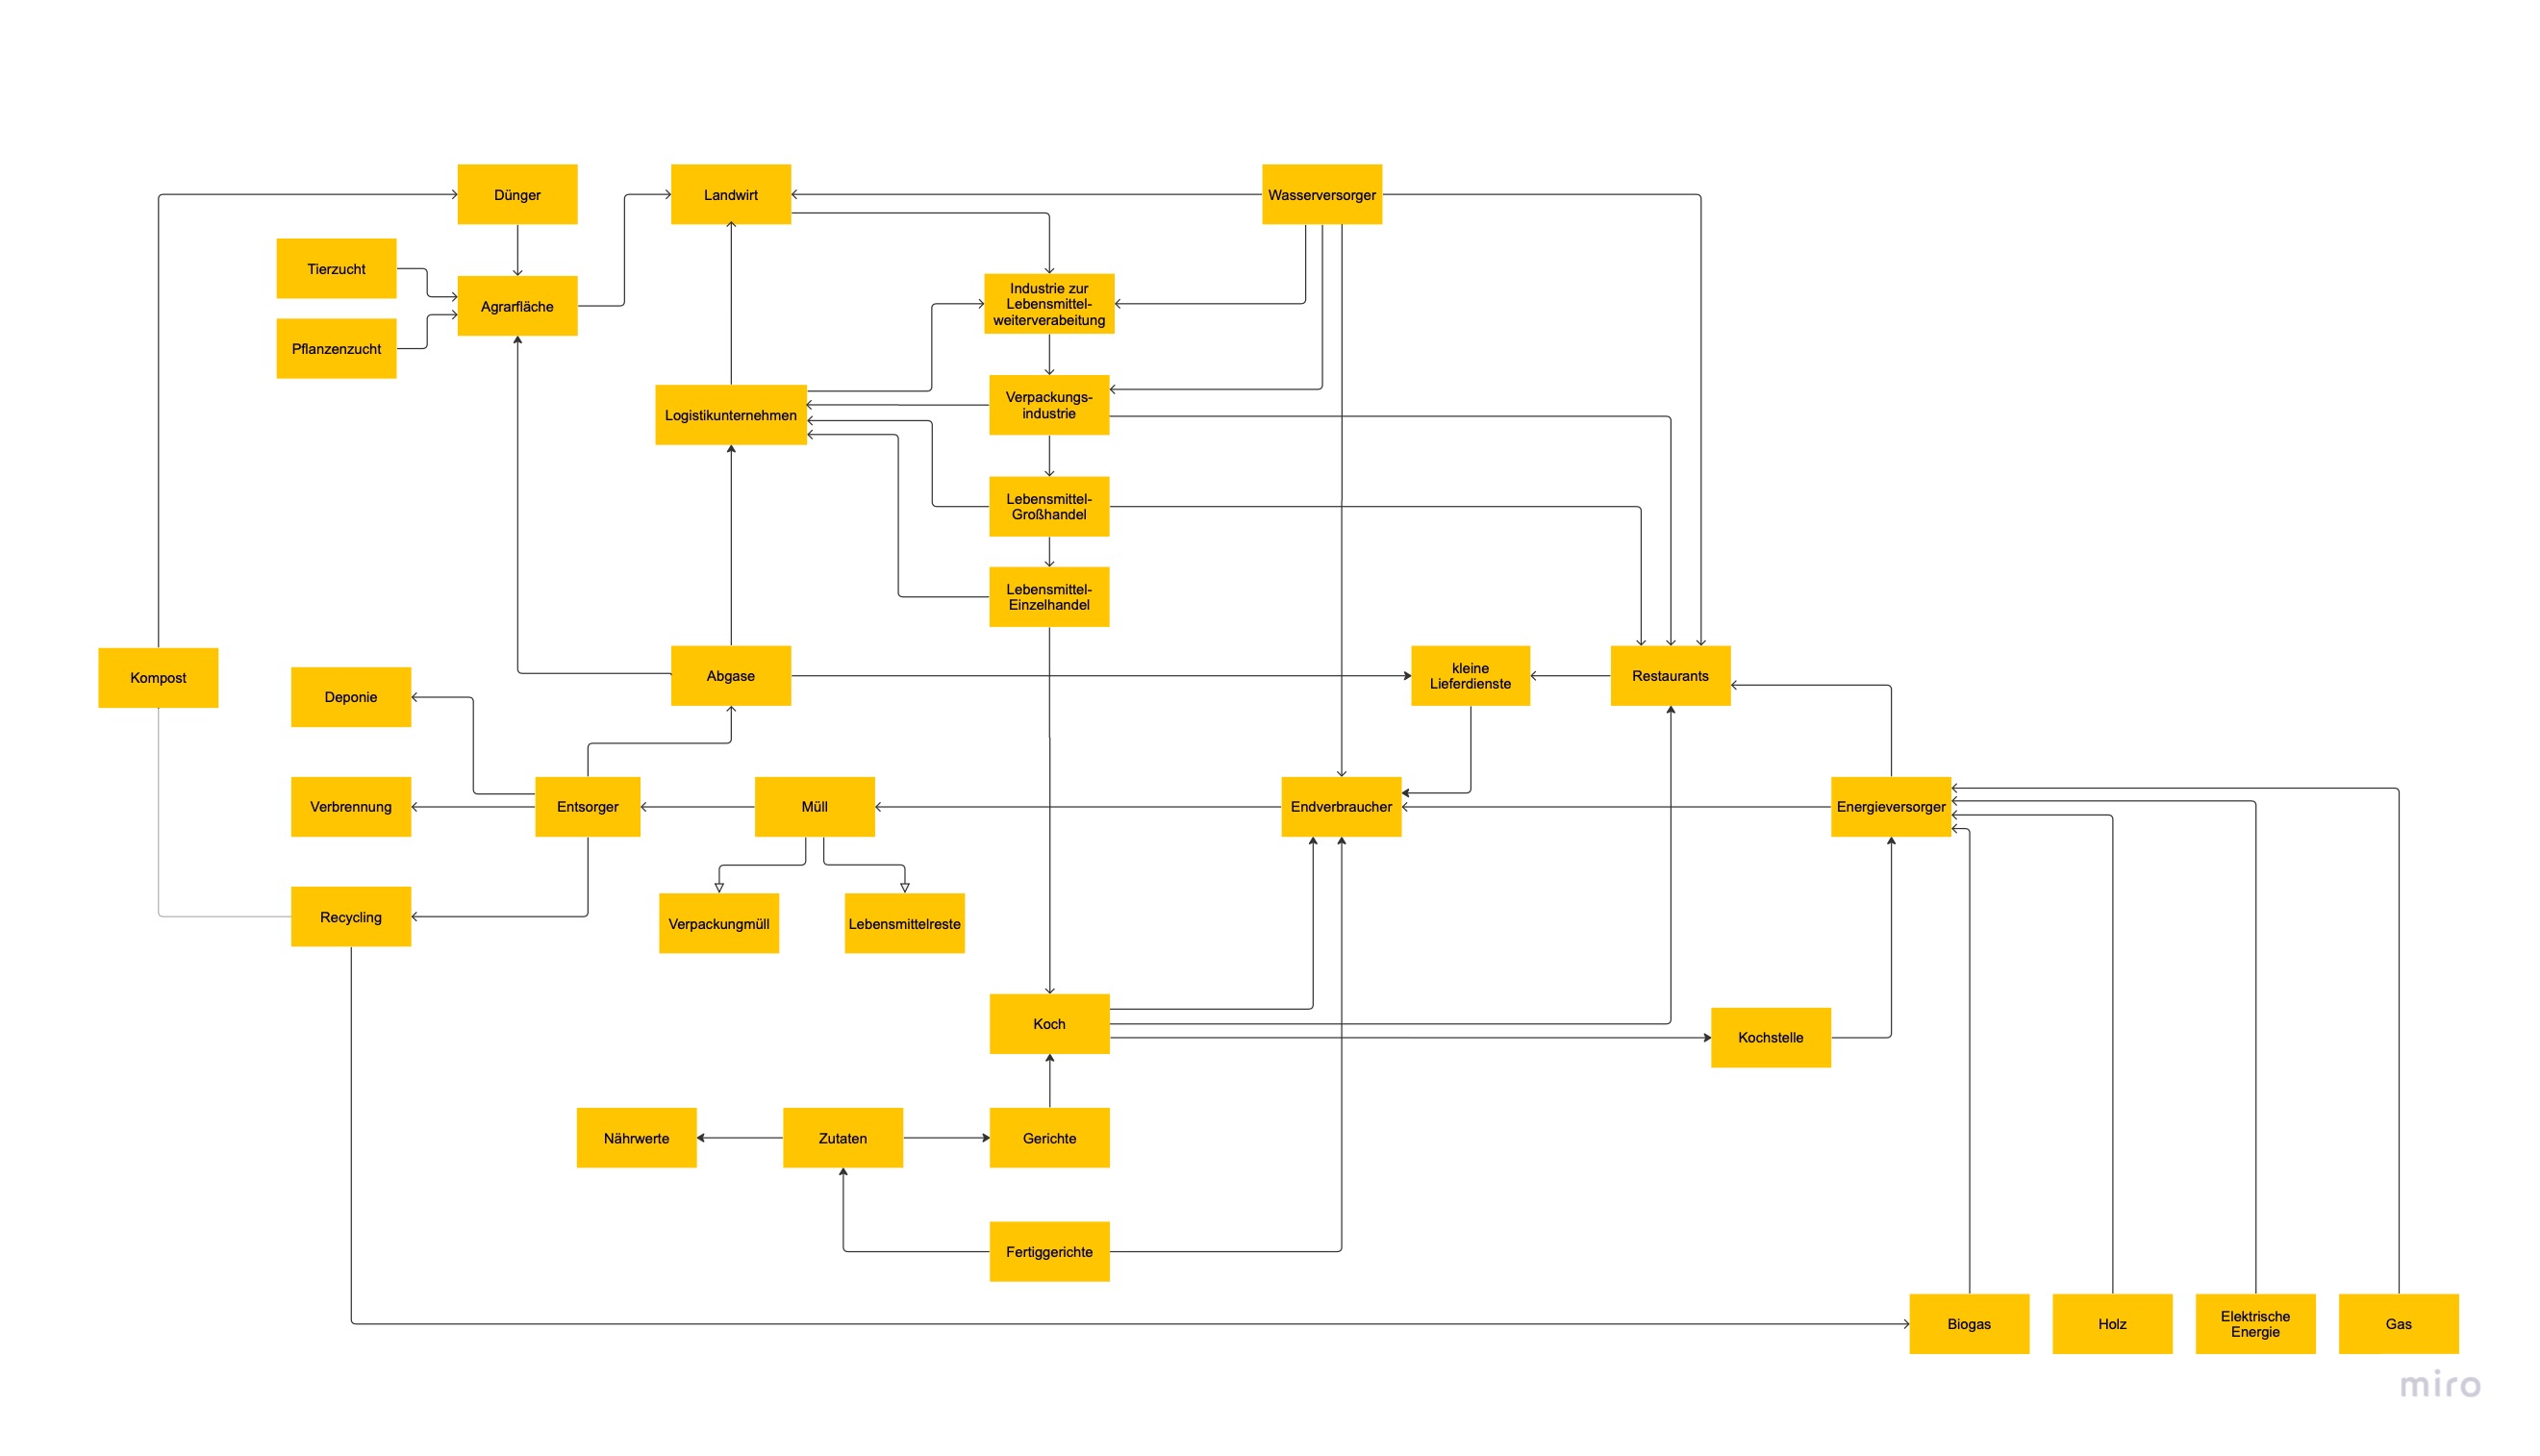 Dünger
Landwirt
Wasserversorger
Tierzucht
Agrarfläche
Industrie zur
Lebensmittel-
weiterverabeitung
Pflanzenzucht
Logistikunternehmen
Verpackungs-
industrie
Lebensmittel-
Großhandel
Lebensmittel-
Einzelhandel
Kompost
Deponie
Abgase
kleine
Lieferdienste
Restaurants
Verbrennung
Entsorger
Müll
Endverbraucher
Energieversorger
Recycling
Verpackungmüll
Lebensmittelreste
Koch
Kochstelle
Nährwerte
Zutaten
Gerichte
Fertiggerichte
Biogas
Holz
Elektrische
Energie
Gas
miro